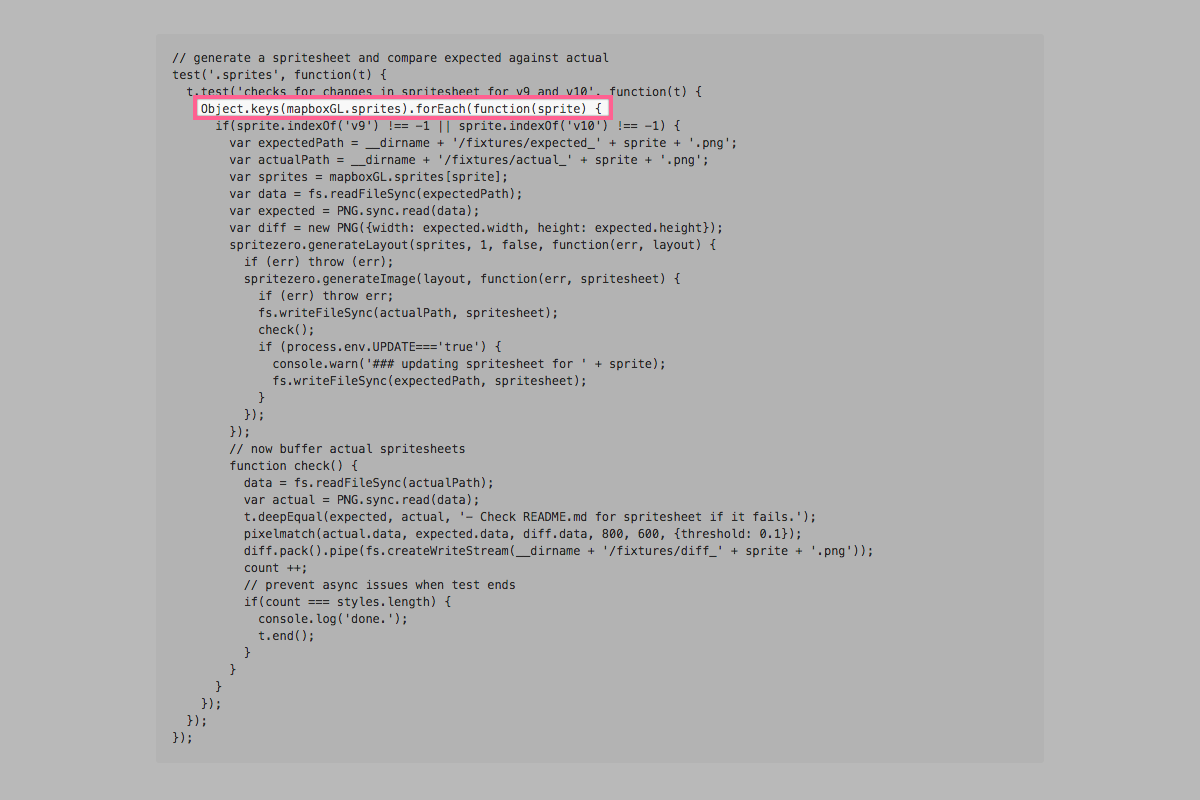 // generate a spritesheet and compare expected against actual
test('.sprites', function(t) {
t.test('checks for changes in spritesheet for v9 and v10', function(t) {
Object.keys(mapboxGL.sprites).forEach(function(sprite) {
if(sprite.indexOf('v9') !== -1 || sprite.indexOf('v10') !== -1) {
var expectedPath = __dirname + '/fixtures/expected_' + sprite + '.png';
var actualPath = __dirname + '/fixtures/actual_' + sprite + '.png';
var sprites = mapboxGL.sprites[sprite];
var data = fs.readFileSync(expectedPath);
var expected = PNG.sync.read(data);
var diff = new PNG({width: expected.width, height: expected.height});
spritezero.generateLayout(sprites, 1, false, function(err, layout) {
if (err) throw (err);
spritezero.generateImage(layout, function(err, spritesheet) {
if (err) throw err;
fs.writeFileSync(actualPath, spritesheet);
check();
if (process.env.UPDATE==='true') {
console.warn('### updating spritesheet for ' + sprite);
fs.writeFileSync(expectedPath, spritesheet);
}
});
});
// now buffer actual spritesheets
function check() {
data = fs.readFileSync(actualPath);
var actual = PNG.sync.read(data);
t.deepEqual(expected, actual, '- Check README.md for spritesheet if it fails.');
pixelmatch(actual.data, expected.data, diff.data, 800, 600, {threshold: 0.1});
diff.pack().pipe(fs.createWriteStream(__dirname + '/fixtures/diff_' + sprite + '.png'));
count ++;
// prevent async issues when test ends
if(count === styles.length) {
console.log('done.');
t.end();
}
}
}
});
});
});